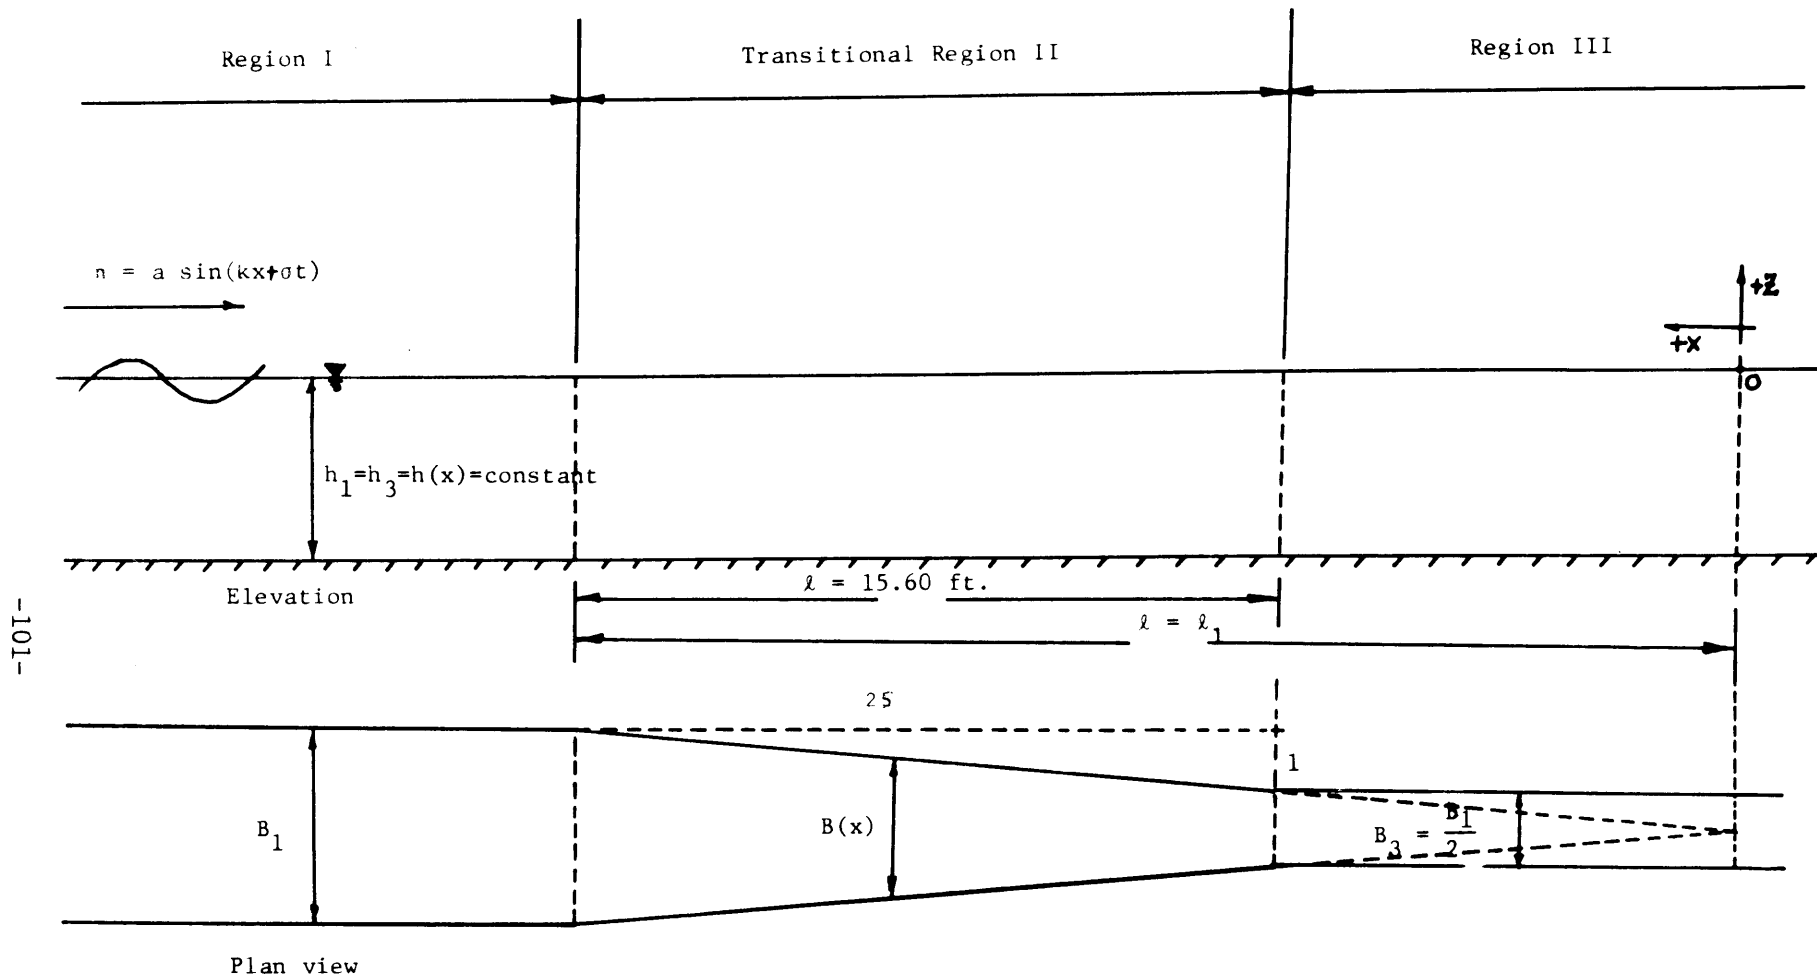 Region I
Transitional Region II
Region III
η = a sin(kx+σt)
+Z
+X
O
h₁=h₃=h(x)=constant
Elevation
ℓ = 15.60 ft.
ℓ = ℓ₁
-101-
25
1
B₁
B(x)
B₃ = B₁/2
Plan view